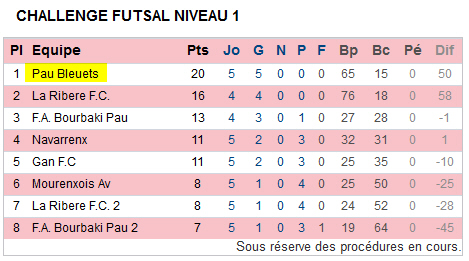 CHALLENGE FUTSAL NIVEAU 1
Pl Equipe Pts Jo G N P F Bp Bc Pé Dif
1 Pau Bleuets 20 5 5 0 0 0 65 15 0 50
2 La Ribere F.C. 16 4 4 0 0 0 76 18 0 58
3 F.A. Bourbaki Pau 13 4 3 0 1 0 27 28 0 -1
4 Navarrenx 11 5 2 0 3 0 32 31 0 1
5 Gan F.C 11 5 2 0 3 0 25 35 0 -10
6 Mourenxois Av 8 5 1 0 4 0 25 50 0 -25
7 La Ribere F.C. 2 8 5 1 0 4 0 24 52 0 -28
8 F.A. Bourbaki Pau 2 7 5 1 0 3 1 19 64 0 -45
Sous réserve des procédures en cours.